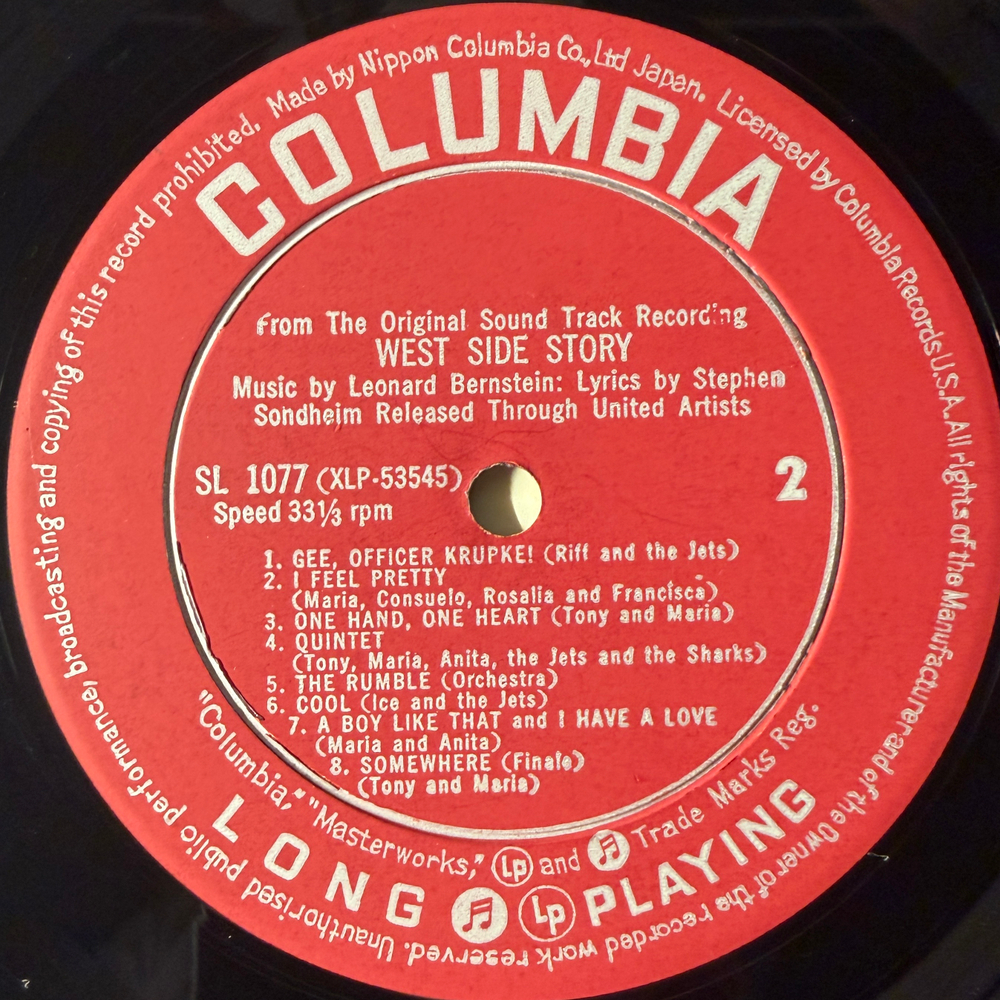 Made by Nippon Columbia Co., Ltd Japan. Licensed by Columbia Records U.S.A. All rights of the Manufacturer and of the Owner of the recorded work reserved. Unauthorised public performance, broadcasting and copying of this record prohibited.
COLUMBIA
From The Original Sound Track Recording
WEST SIDE STORY
Music by Leonard Bernstein: Lyrics by Stephen
Sondheim Released Through United Artists
SL 1077 (XLP-53545)
2
Speed 33⅓ rpm
1. GEE, OFFICER KRUPKE! (Riff and the Jets)
2. I FEEL PRETTY
(Maria, Consuelo, Rosalia and Francisca)
3. ONE HAND, ONE HEART (Tony and Maria)
4. QUINTET
(Tony, Maria, Anita, the Jets and the Sharks)
5. THE RUMBLE (Orchestra)
6. COOL (Ice and the Jets)
7. A BOY LIKE THAT and I HAVE A LOVE
(Maria and Anita)
8. SOMEWHERE (Finale)
(Tony and Maria)
"Columbia," "Masterworks," Lp and Trade Marks Reg.
LONG Lp PLAYING